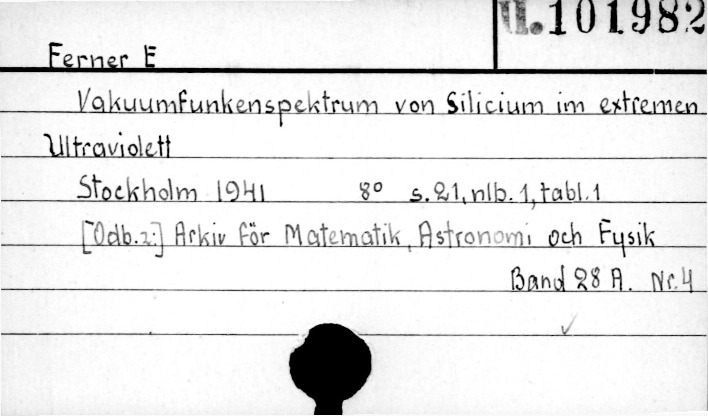 II.101982
Ferner E
Vakuumfunkenspektrum von Silicium im extremen
Ultraviolett
Stockholm 1941 8º s.21, nlb. 1, tabl. 1
[Odb. z:] Arkiv för Matematik, Astronomi och Fysik
Band 28 A. Nr. 4